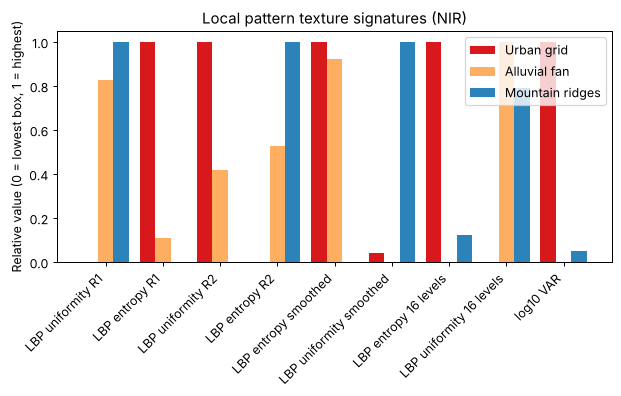 Local pattern texture signatures (NIR)
Relative value (0 = lowest box, 1 = highest)
1.0
0.8
0.6
0.4
0.2
0.0
Urban grid
Alluvial fan
Mountain ridges
LBP uniformity R1
LBP entropy R1
LBP uniformity R2
LBP entropy R2
LBP entropy smoothed
LBP uniformity smoothed
LBP entropy 16 levels
LBP uniformity 16 levels
log10 VAR